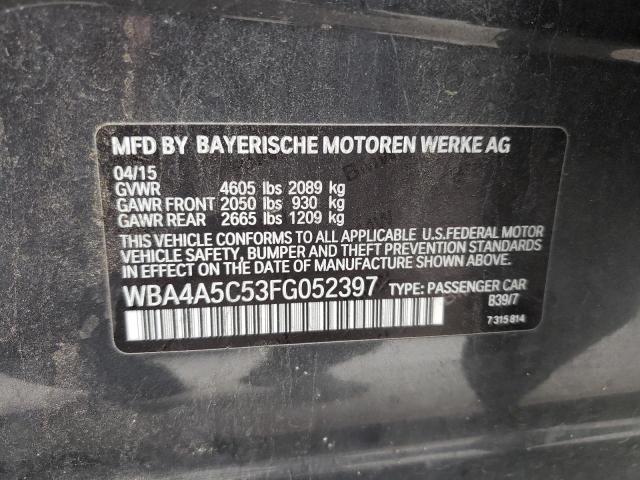 MFD BY BAYERISCHE MOTOREN WERKE AG
04/15
GVWR 4605 lbs 2089 kg
GAWR FRONT 2050 lbs 930 kg
GAWR REAR 2665 lbs 1209 kg
THIS VEHICLE CONFORMS TO ALL APPLICABLE U.S.FEDERAL MOTOR
VEHICLE SAFETY, BUMPER AND THEFT PREVENTION STANDARDS
IN EFFECT ON THE DATE OF MANUFACTURE SHOWN ABOVE.
WBA4A5C53FG052397 TYPE: PASSENGER CAR
B39/7
7315814